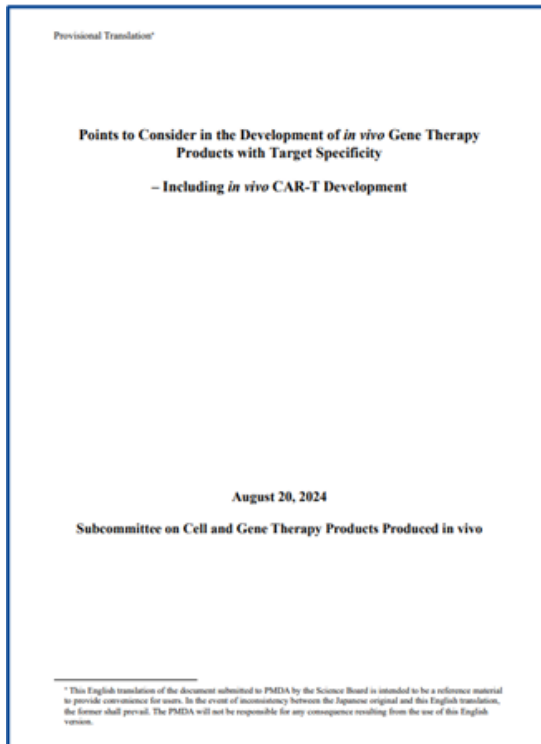 Provisional Translation*
Points to Consider in the Development of in vivo Gene Therapy
Products with Target Specificity
– Including in vivo CAR-T Development
August 20, 2024
Subcommittee on Cell and Gene Therapy Products Produced in vivo
* This English translation of the document submitted to PMDA by the Science Board is intended to be a reference material
to provide convenience for users. In the event of inconsistency between the Japanese original and this English translation,
the former shall prevail. The PMDA will not be responsible for any consequence resulting from the use of this English
version.